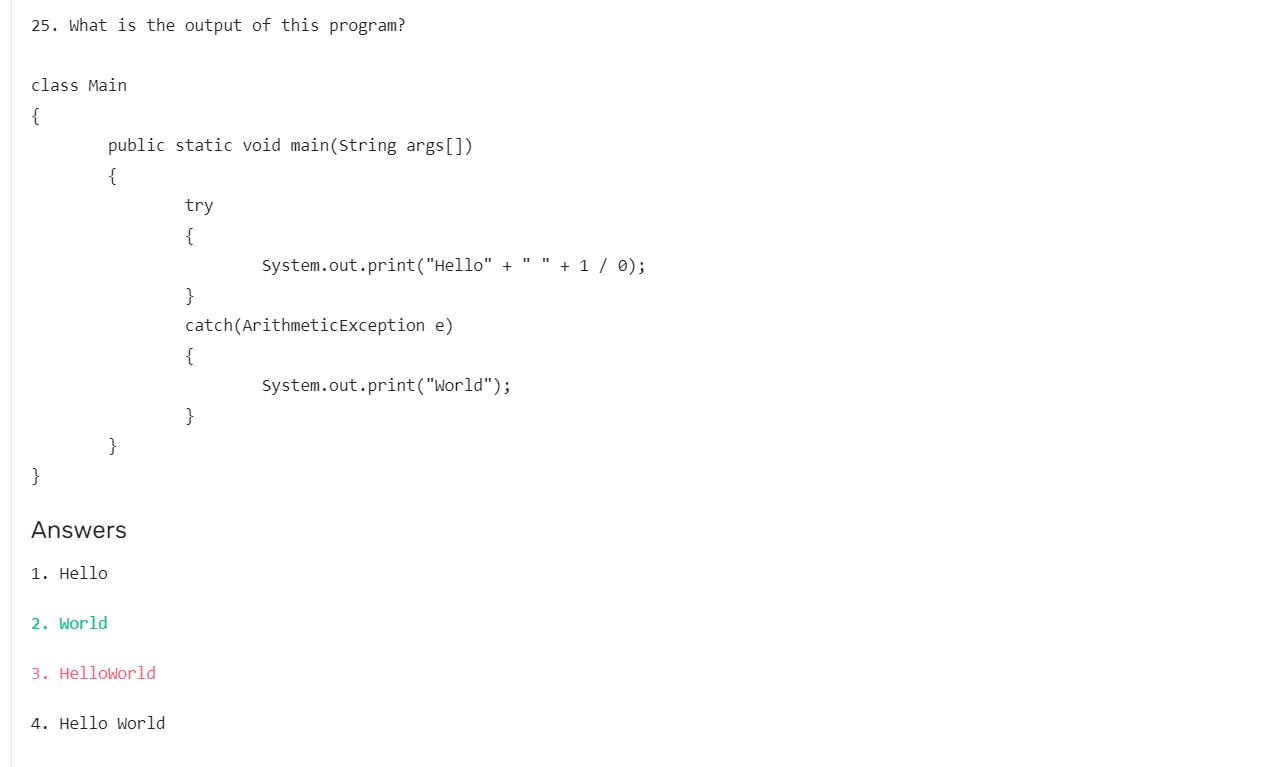 25. What is the output of this program?
class Main
{
public static void main(String args[])
{
try
{
System.out.print("Hello" + " " + 1 / 0);
}
catch(ArithmeticException e)
{
System.out.print("World");
}
}
}
Answers
1. Hello
2. World
3. HelloWorld
4. Hello World